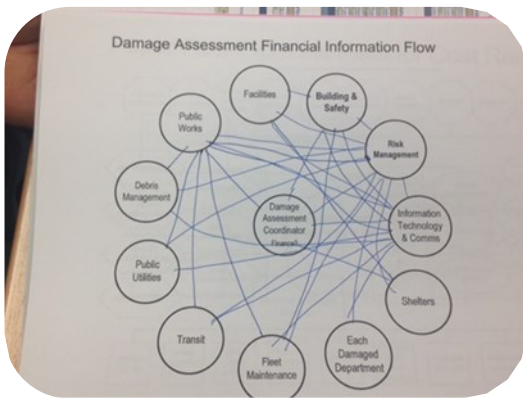 Damage Assessment Financial Information Flow
Facilities
Building &
Safety
Public
Works
Risk
Management
Debris
Management
Damage
Assessment
Coordinator
Information
Technology
& Comms
Public
Utilities
Shelters
Transit
Each
Damaged
Department
Fleet
Maintenance